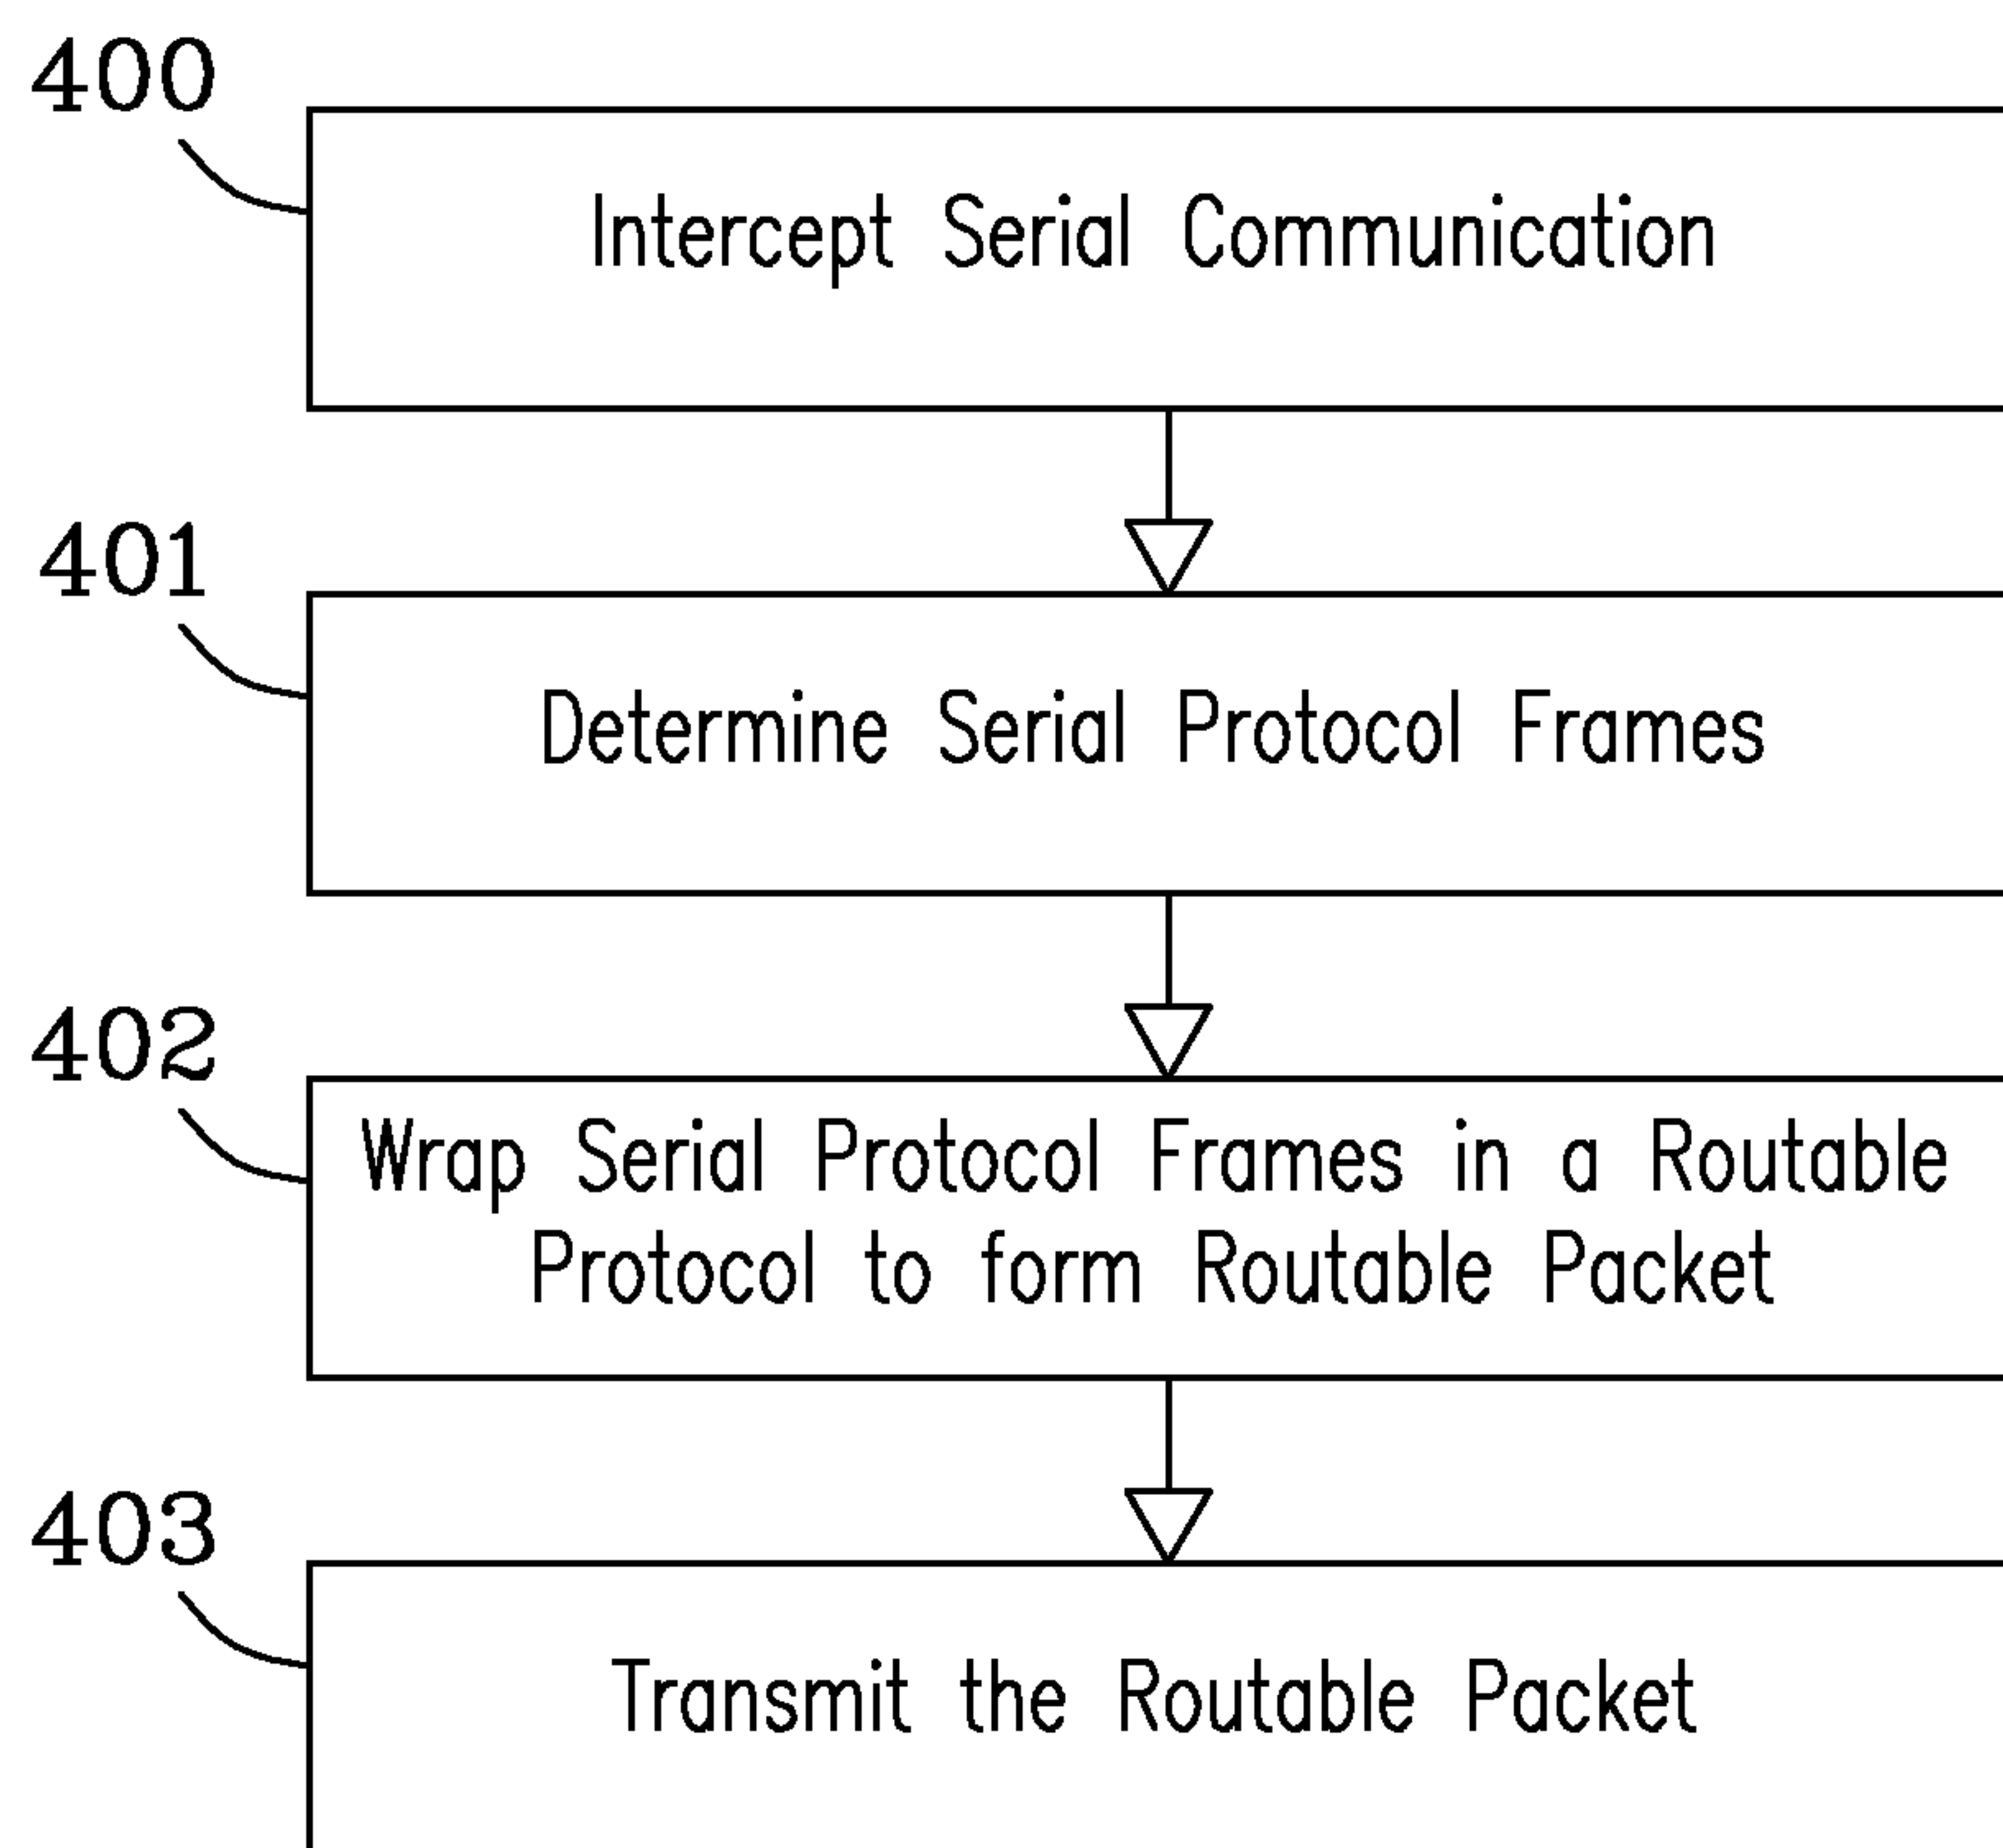 400
Intercept Serial Communication
401
Determine Serial Protocol Frames
402
Wrap Serial Protocol Frames in a Routable
Protocol to form Routable Packet
403
Transmit the Routable Packet